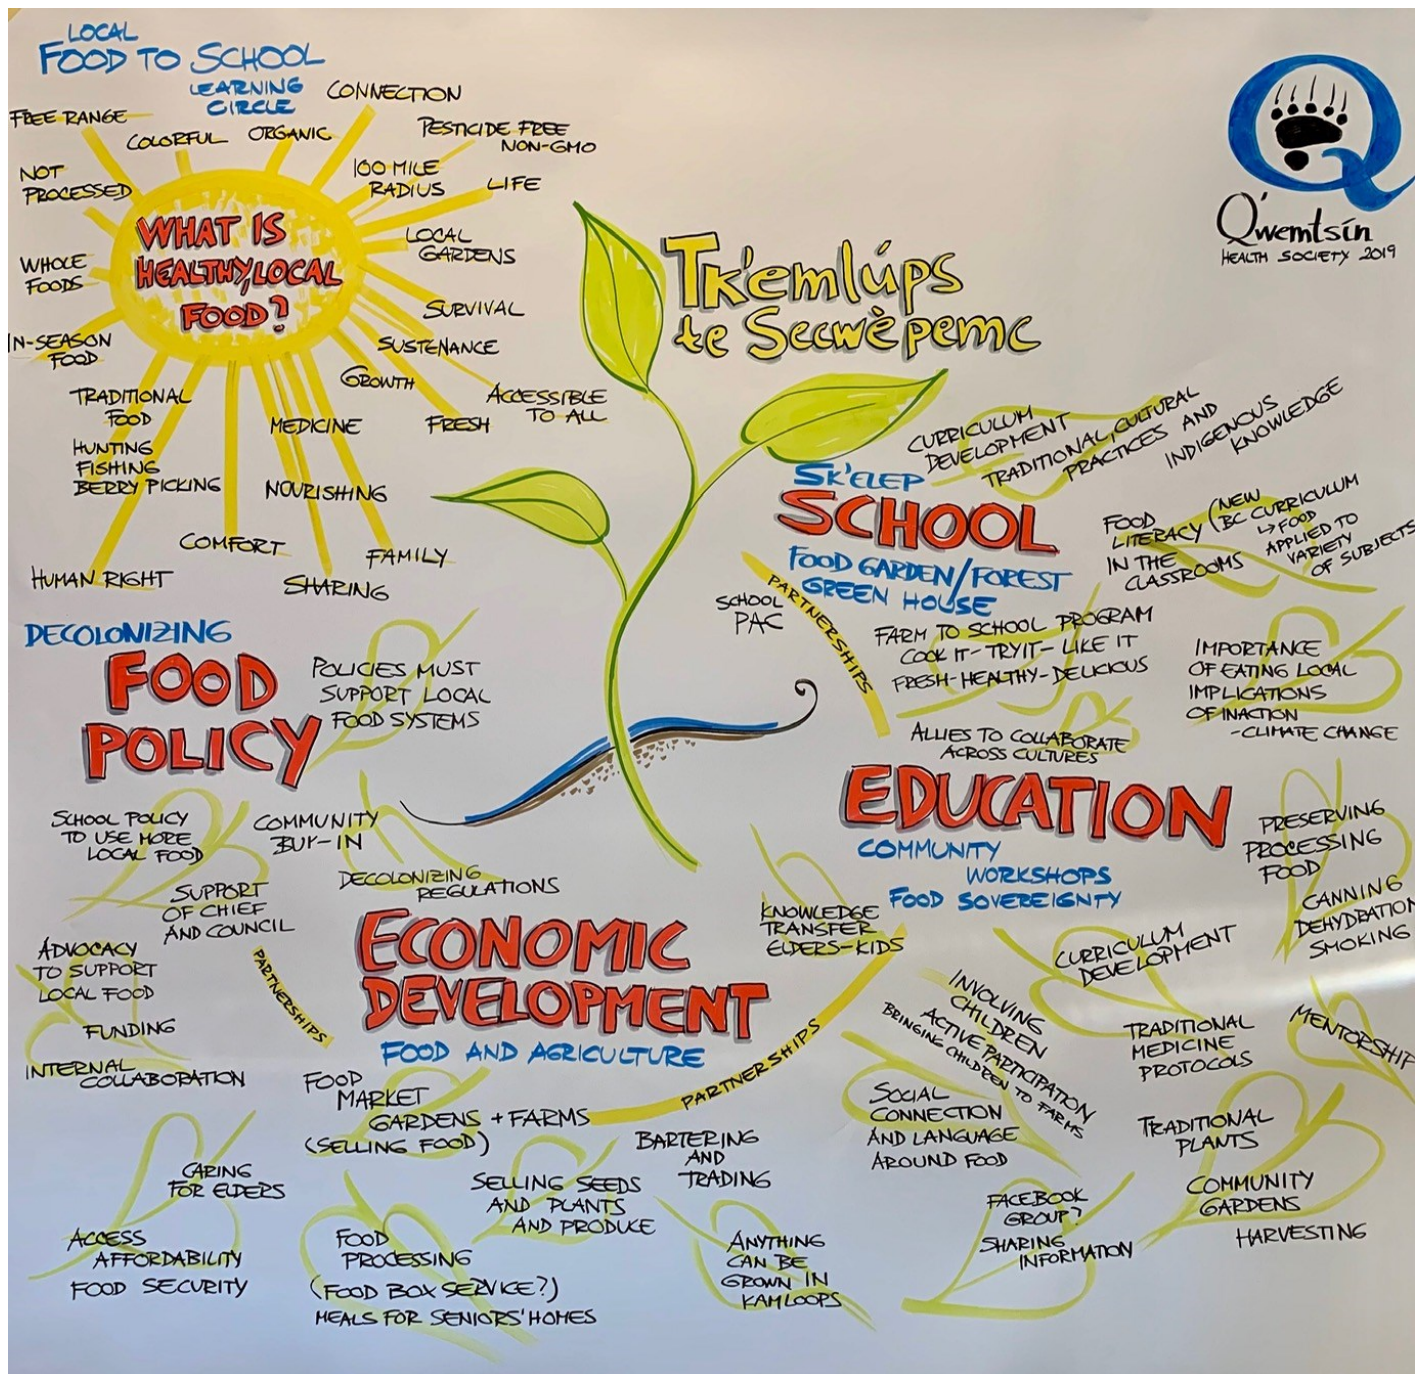 LOCAL
FOOD TO SCHOOL
LEARNING
CIRCLE
CONNECTION
FREE RANGE
COLORFUL
ORGANIC
PESTICIDE FREE
NON-GMO
NOT
PROCESSED
100 MILE
RADIUS
LIFE
WHAT IS
HEALTHY, LOCAL
FOOD?
LOCAL
GARDENS
WHOLE
FOODS
SURVIVAL
IN-SEASON
FOOD
SUSTENANCE
GROWTH
ACCESSIBLE
TO ALL
TRADITIONAL
FOOD
HUNTING
FISHING
BERRY PICKING
MEDICINE
FRESH
NOURISHING
COMFORT
FAMILY
HUMAN RIGHT
SHARING
Tk'emlúps
te Secwèpemc
Q
Q'wemtsín
HEALTH SOCIETY 2019
SK'ELEP
SCHOOL
FOOD GARDEN/FOREST
GREEN HOUSE
CURRICULUM
DEVELOPMENT
TRADITIONAL, CULTURAL
PRACTICES AND
INDIGENOUS
KNOWLEDGE
FOOD
LITERACY
IN THE
CLASSROOMS
(NEW
BC CURRICULUM
↳ FOOD
APPLIED TO
VARIETY
OF SUBJECTS
SCHOOL
PAC
PARTNERSHIPS
FARM TO SCHOOL PROGRAM
COOK IT-TRY IT-LIKE IT
FRESH-HEALTHY-DELICIOUS
IMPORTANCE
OF EATING LOCAL
IMPLICATIONS
OF INACTION
-CLIMATE CHANGE
ALLIES TO COLLABORATE
ACROSS CULTURES
DECOLONIZING
FOOD
POLICY
POLICIES MUST
SUPPORT LOCAL
FOOD SYSTEMS
SCHOOL POLICY
TO USE MORE
LOCAL FOOD
COMMUNITY
BUY-IN
DECOLONIZING
REGULATIONS
SUPPORT
OF CHIEF
AND COUNCIL
ADVOCACY
TO SUPPORT
LOCAL FOOD
FUNDING
INTERNAL
COLLABORATION
PARTNERSHIPS
CARING
FOR ELDERS
ACCESS
AFFORDABILITY
FOOD SECURITY
ECONOMIC
DEVELOPMENT
FOOD AND AGRICULTURE
FOOD
MARKET
GARDENS + FARMS
(SELLING FOOD)
PARTNERSHIPS
BARTERING
AND
TRADING
SELLING SEEDS
AND PLANTS
AND PRODUCE
FOOD
PROCESSING
(FOOD BOX SERVICE?)
MEALS FOR SENIORS' HOMES
ANYTHING
CAN BE
GROWN IN
KAMLOOPS
EDUCATION
COMMUNITY
WORKSHOPS
FOOD SOVEREIGNTY
PRESERVING
PROCESSING
FOOD
CANNING
DEHYDRATION
SMOKING
KNOWLEDGE
TRANSFER
ELDERS-KIDS
CURRICULUM
DEVELOPMENT
INVOLVING
CHILDREN
ACTIVE PARTICIPATION
BRINGING CHILDREN TO FARMS
TRADITIONAL
MEDICINE
PROTOCOLS
MENTORSHIP
SOCIAL
CONNECTION
AND LANGUAGE
AROUND FOOD
TRADITIONAL
PLANTS
COMMUNITY
GARDENS
HARVESTING
FACEBOOK
GROUP?
SHARING
INFORMATION